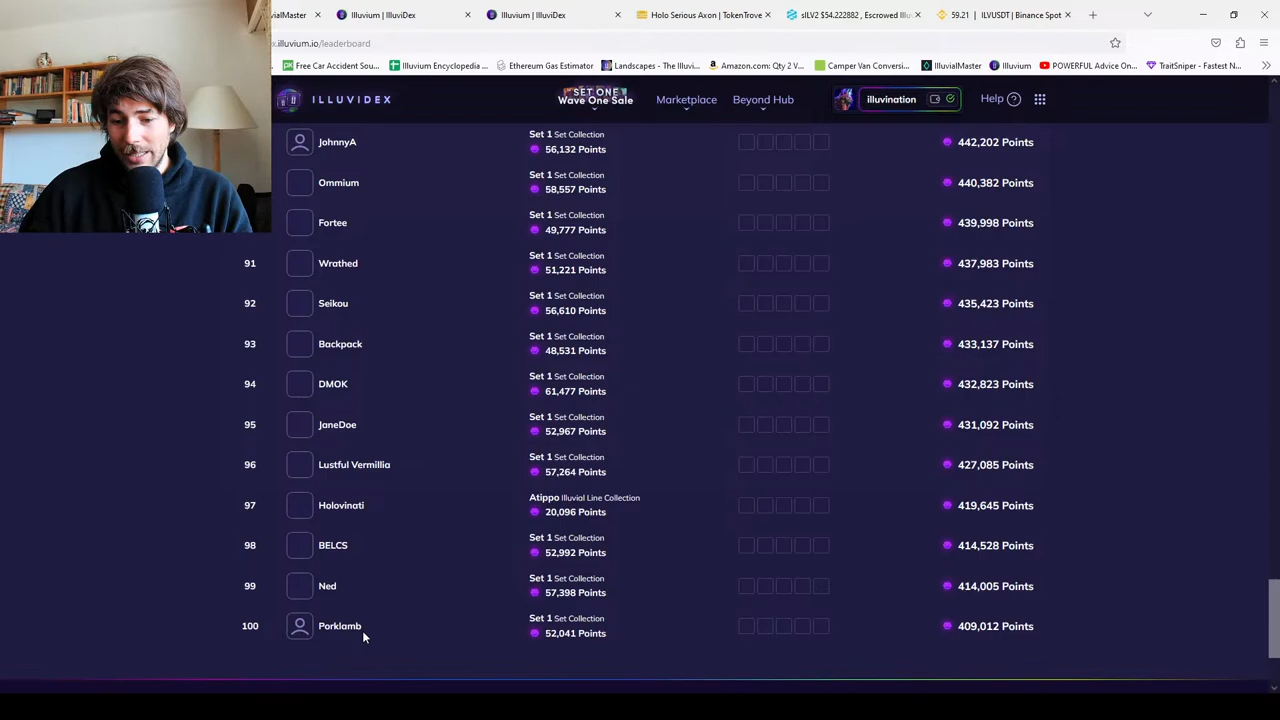 aluvialMaster
Illuvium | IlluviDex
Illuvium | IlluviDex
Holo Serious Axon | TokenTrove
sILV2 $54.222882 , Escrowed Illuv
59.21 | ILVUSDT | Binance Spot
x.illuvium.io/leaderboard
Free Car Accident Sou...
Illuvium Encyclopedia ...
Ethereum Gas Estimator
Landscapes - The Illuvi...
Amazon.com: Qty 2 V...
Camper Van Conversi...
IlluvialMaster
Illuvium
POWERFUL Advice On...
TraitSniper - Fastest N...
ILLUVIDEX
SET ONE
Wave One Sale
Marketplace
Beyond Hub
illuvination
Help
JohnnyA
Set 1 Set Collection
56,132 Points
442,202 Points
Ommium
Set 1 Set Collection
58,557 Points
440,382 Points
Fortee
Set 1 Set Collection
49,777 Points
439,998 Points
91
Wrathed
Set 1 Set Collection
51,221 Points
437,983 Points
92
Seikou
Set 1 Set Collection
56,610 Points
435,423 Points
93
Backpack
Set 1 Set Collection
48,531 Points
433,137 Points
94
DMOK
Set 1 Set Collection
61,477 Points
432,823 Points
95
JaneDoe
Set 1 Set Collection
52,967 Points
431,092 Points
96
Lustful Vermillia
Set 1 Set Collection
57,264 Points
427,085 Points
97
Holovinati
Atippo Illuvial Line Collection
20,096 Points
419,645 Points
98
BELCS
Set 1 Set Collection
52,992 Points
414,528 Points
99
Ned
Set 1 Set Collection
57,398 Points
414,005 Points
100
Porklamb
Set 1 Set Collection
52,041 Points
409,012 Points